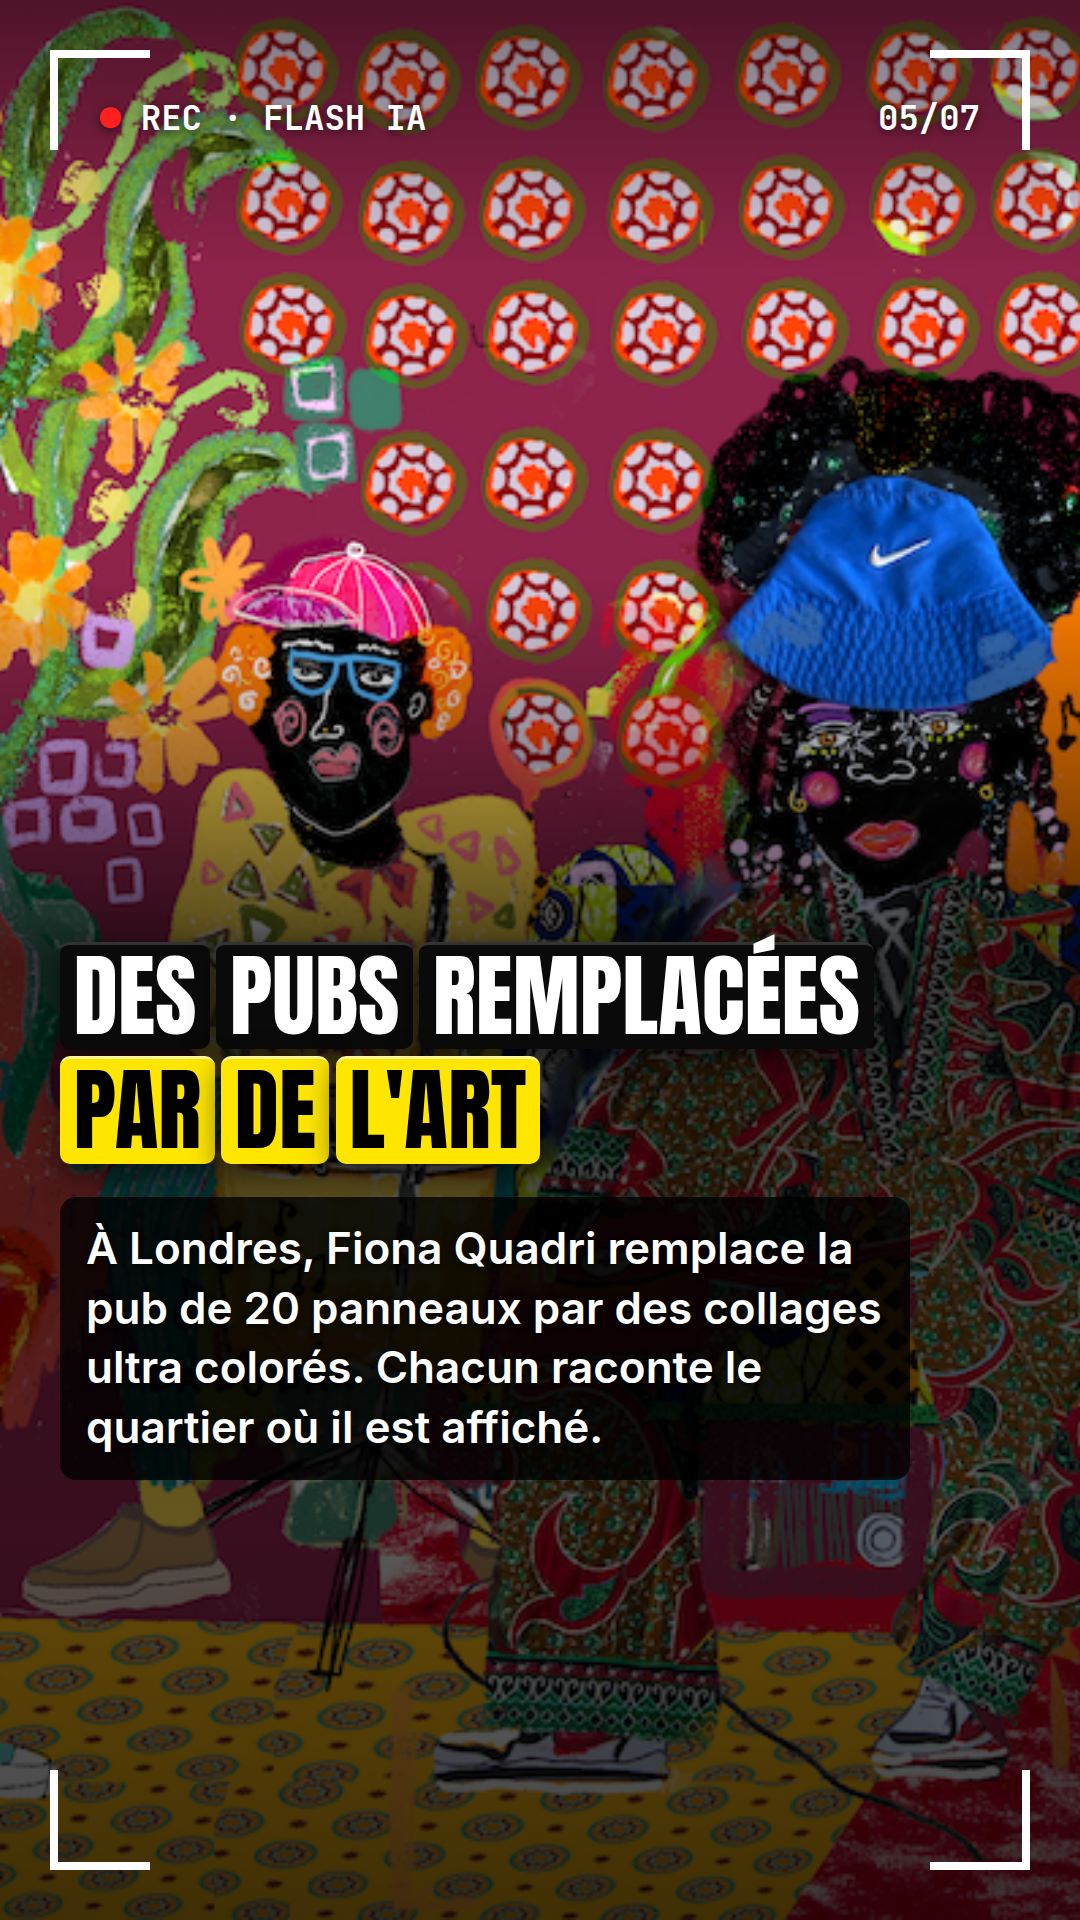 REC · FLASH IA
05/07
DES PUBS REMPLACÉES
PAR DE L'ART
À Londres, Fiona Quadri remplace la
pub de 20 panneaux par des collages
ultra colorés. Chacun raconte le
quartier où il est affiché.